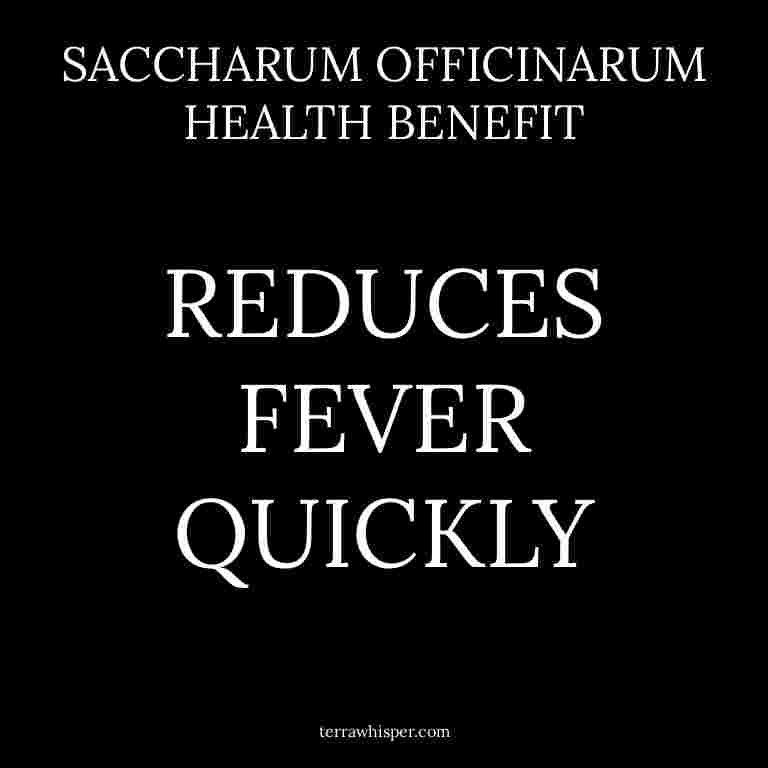 SACCHARUM OFFICINARUM
HEALTH BENEFIT
REDUCES
FEVER
QUICKLY
terrawhisper.com